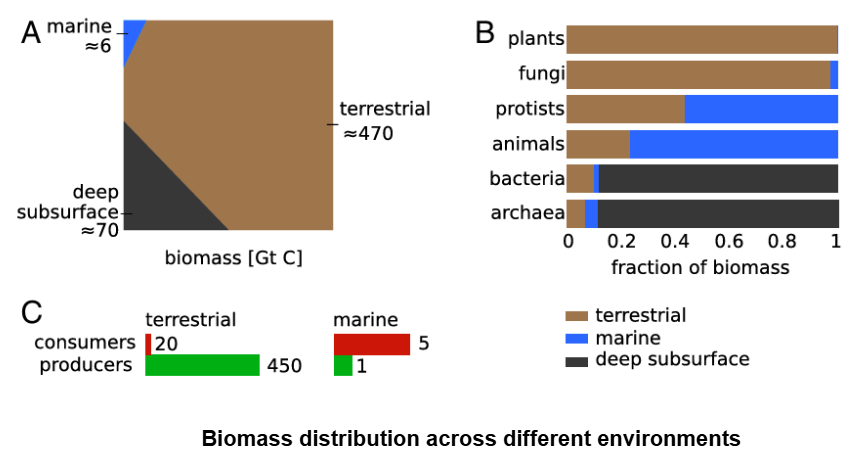 A
marine
≈6
terrestrial
≈470
deep
subsurface
≈70
biomass [Gt C]
B
plants
fungi
protists
animals
bacteria
archaea
0 0.2 0.4 0.6 0.8 1
fraction of biomass
terrestrial
marine
deep subsurface
C
terrestrial marine
consumers 20 5
producers 450 1
Biomass distribution across different environments